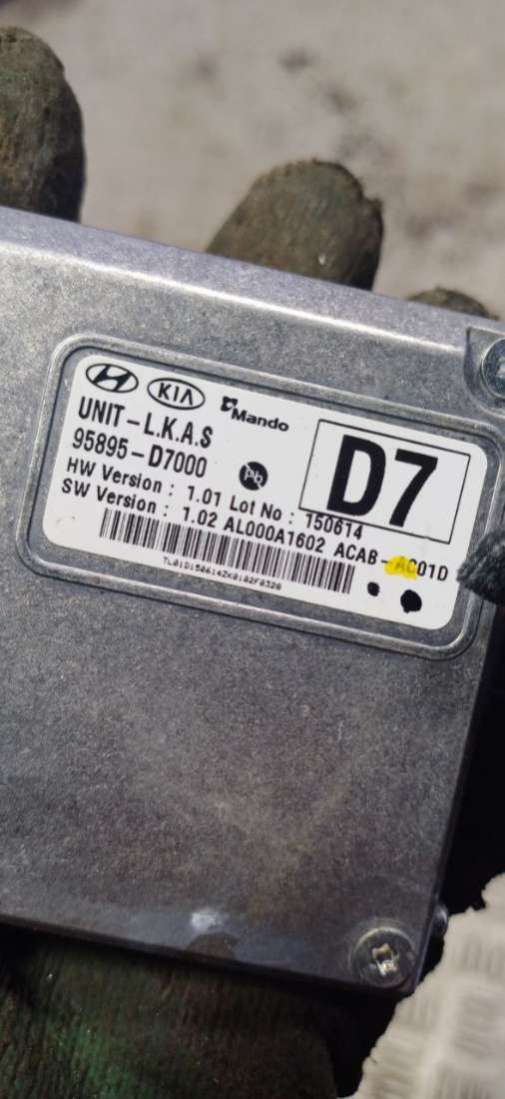 KIA Mando
UNIT-L.K.A.S
95895-D7000
Pb
D7
HW Version : 1.01 Lot No : 150614
SW Version : 1.02 AL000A1602 ACAB-AC01D